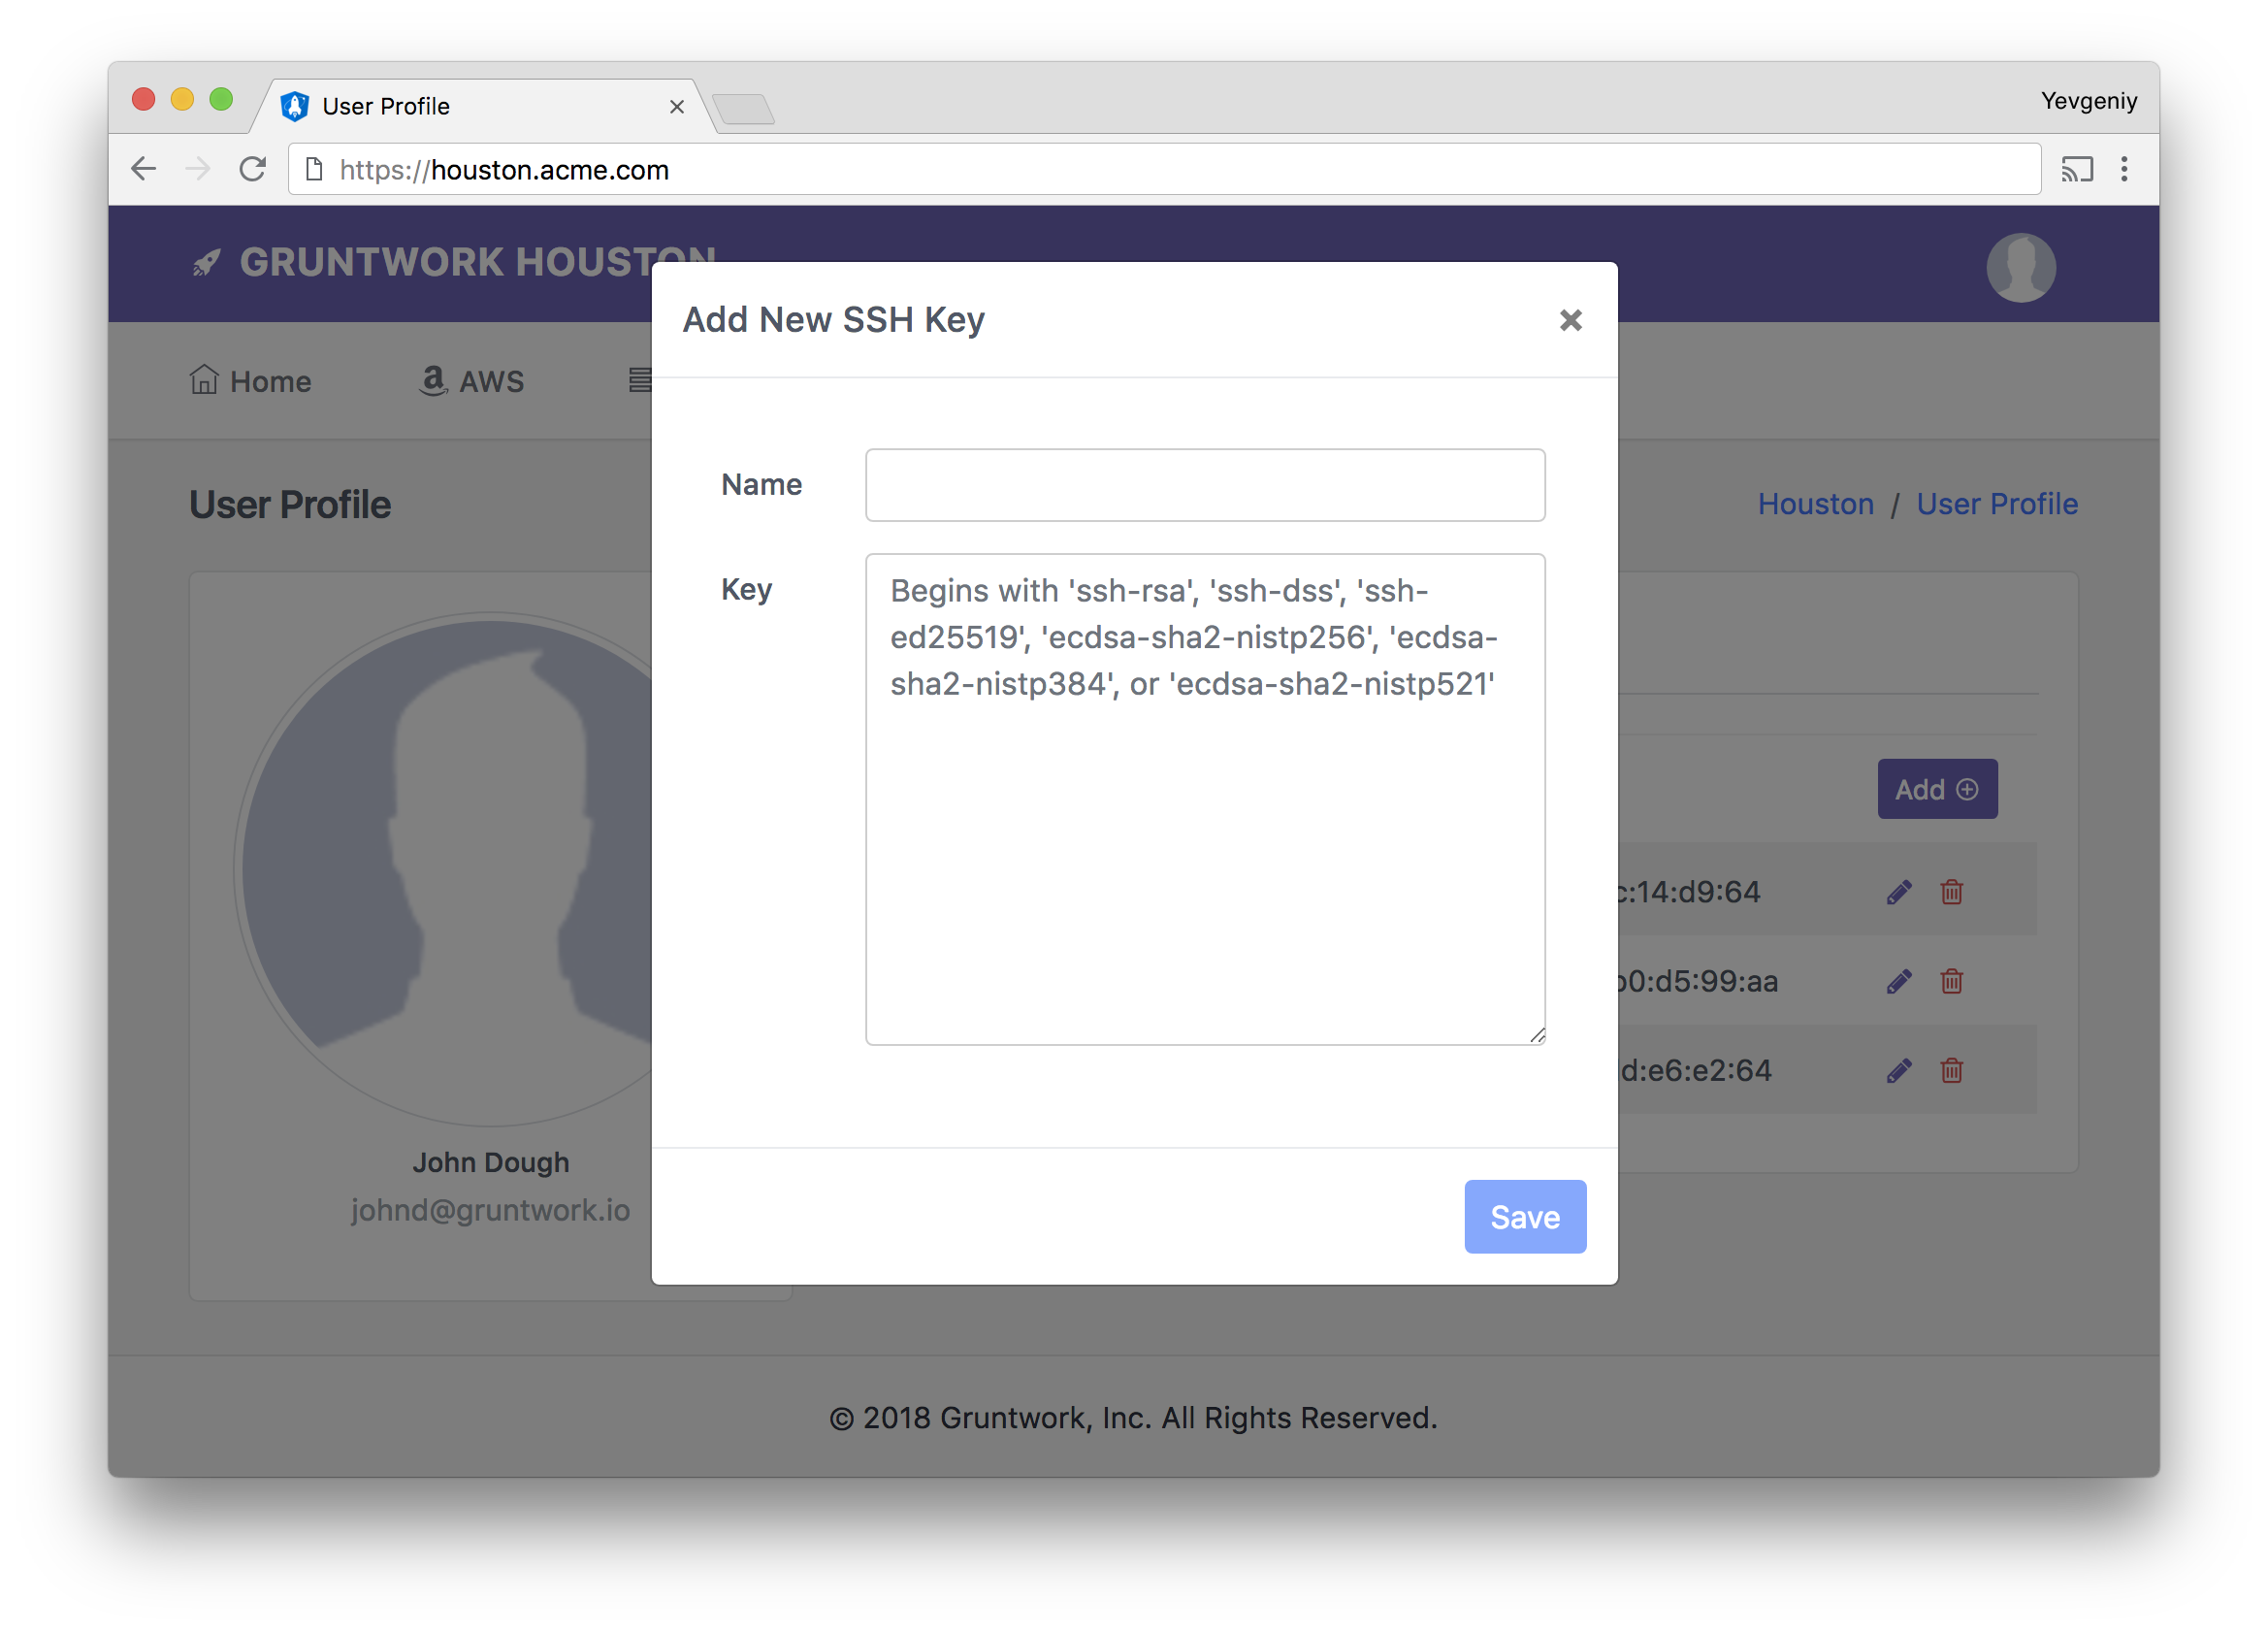 User Profile
Yevgeniy
https://houston.acme.com
GRUNTWORK HOUSTON
Add New SSH Key
Home
AWS
Name
User Profile
Houston / User Profile
Key
Begins with 'ssh-rsa', 'ssh-dss', 'ssh-
ed25519', 'ecdsa-sha2-nistp256', 'ecdsa-
sha2-nistp384', or 'ecdsa-sha2-nistp521'
Add
:14:d9:64
0:d5:99:aa
d:e6:e2:64
John Dough
johnd@gruntwork.io
Save
© 2018 Gruntwork, Inc. All Rights Reserved.